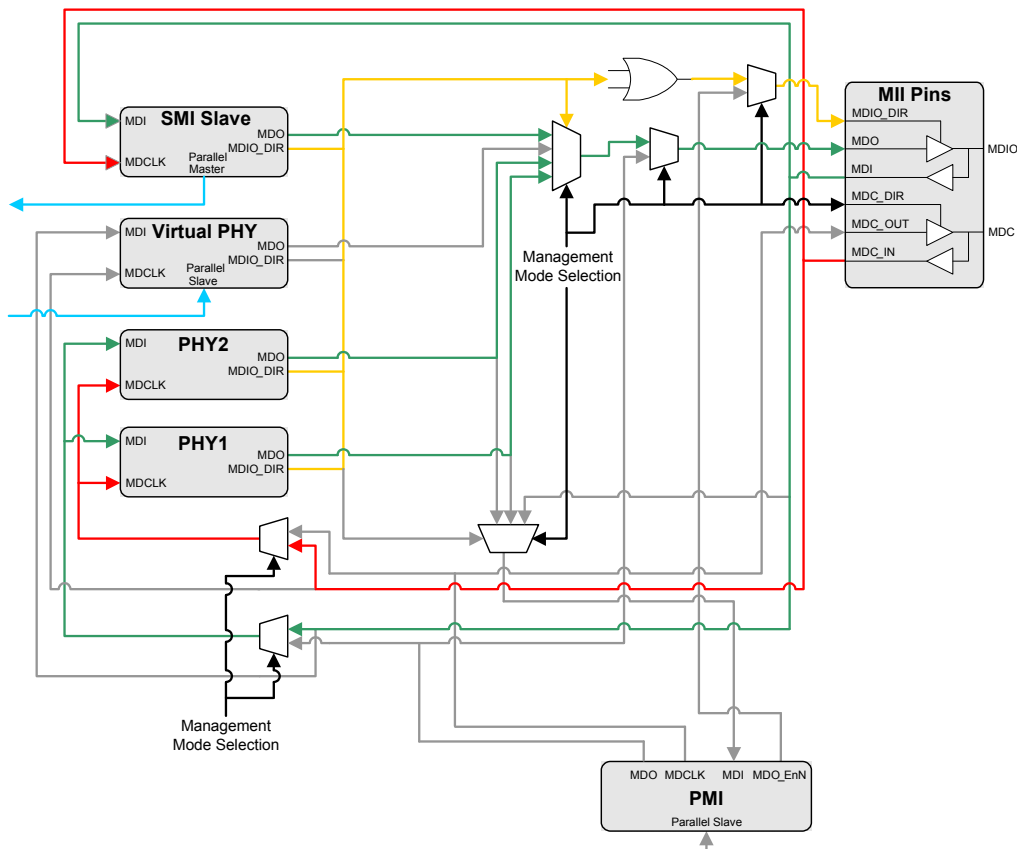 SMI Slave
MDI
MDCLK
MDO
MDIO_DIR
Parallel
Master
Virtual PHY
MDI
MDCLK
MDO
MDIO_DIR
Parallel
Slave
PHY2
MDI
MDCLK
MDO
MDIO_DIR
PHY1
MDI
MDCLK
MDO
MDIO_DIR
Management
Mode Selection
MII Pins
MDIO_DIR
MDO
MDI
MDC_DIR
MDC_OUT
MDC_IN
MDIO
MDC
Management
Mode Selection
MDO MDCLK MDI MDO_EnN
PMI
Parallel Slave